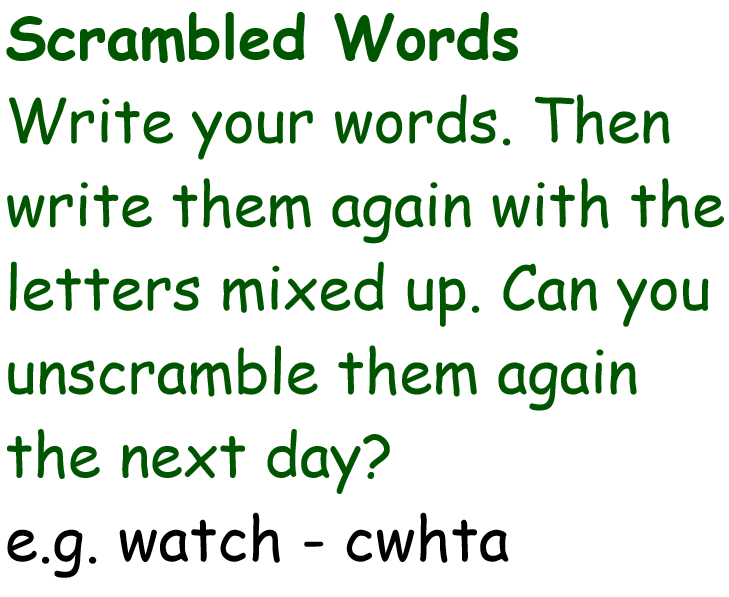 Scrambled Words
Write your words. Then
write them again with the
letters mixed up. Can you
unscramble them again
the next day?
e.g. watch - cwhta